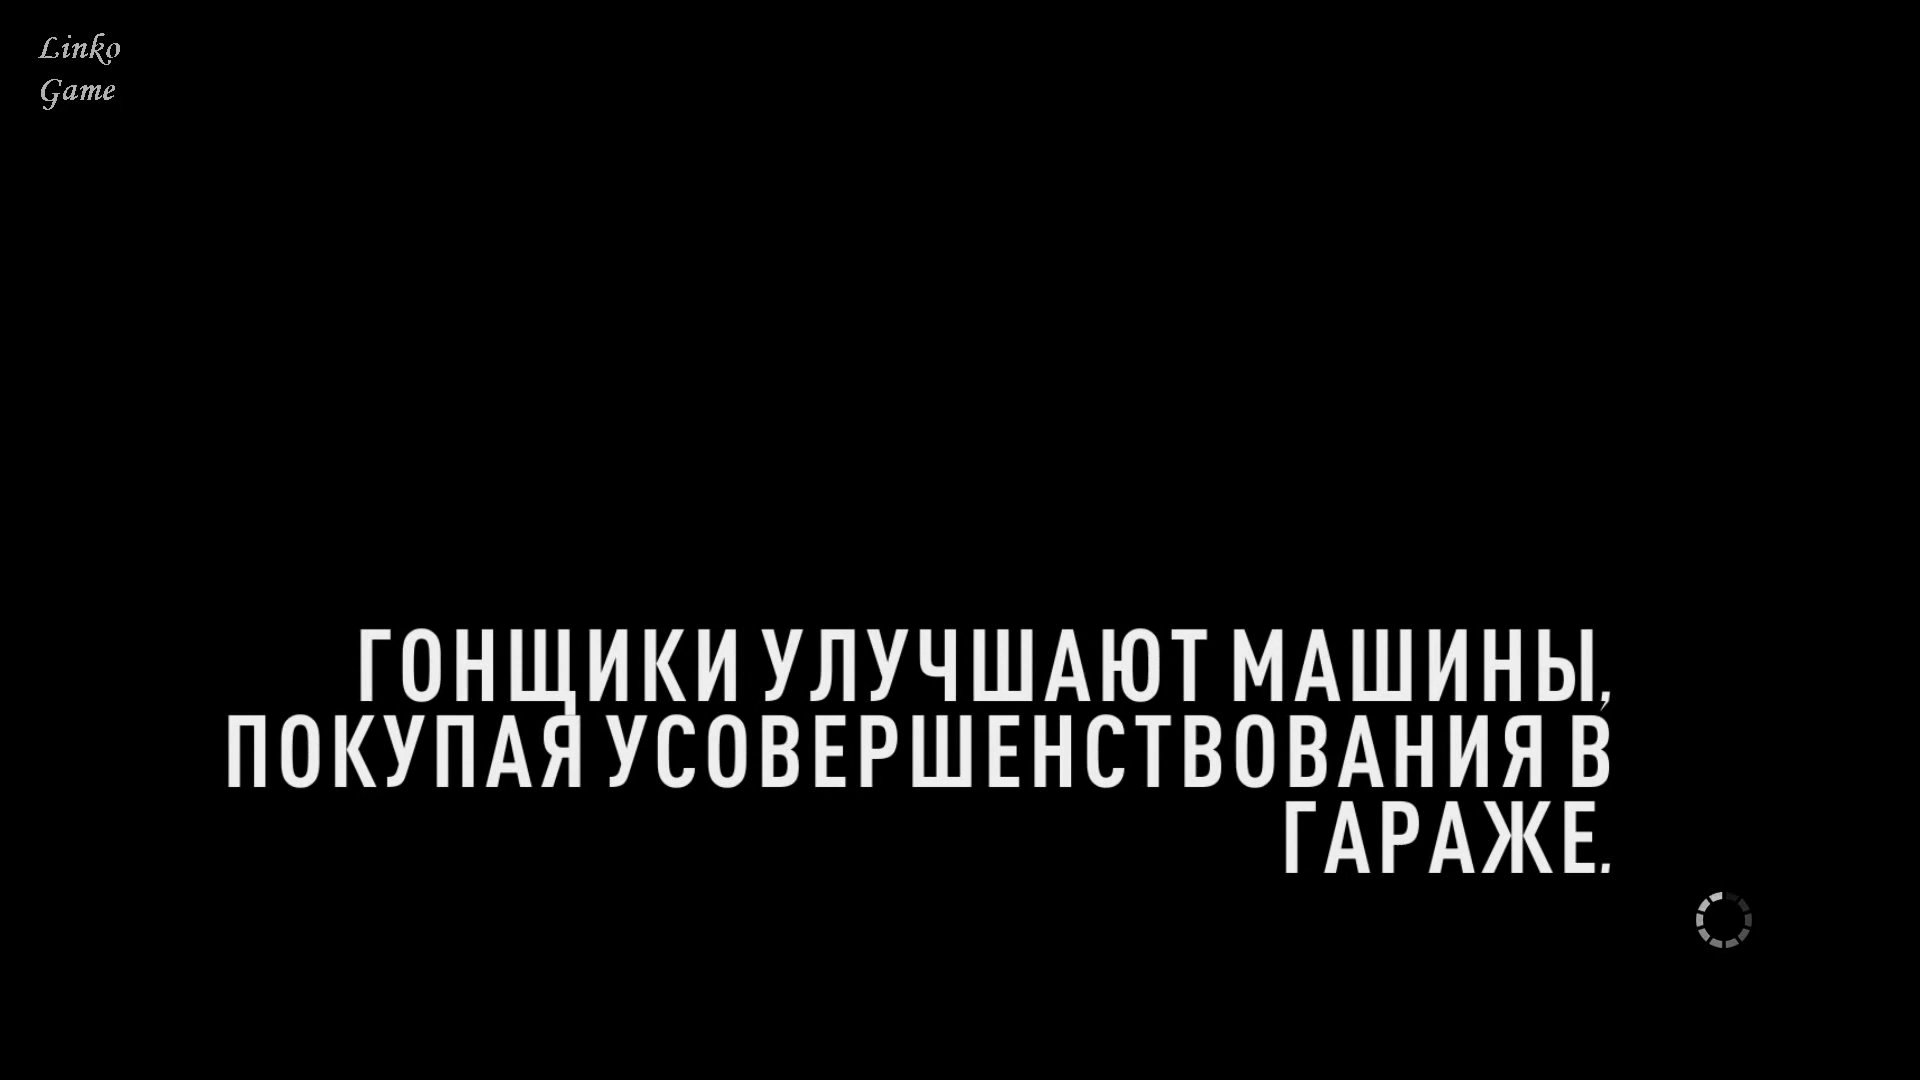 Linko
Game
ГОНЩИКИ УЛУЧШАЮТ МАШИНЫ,
ПОКУПАЯ УСОВЕРШЕНСТВОВАНИЯ В
ГАРАЖЕ.